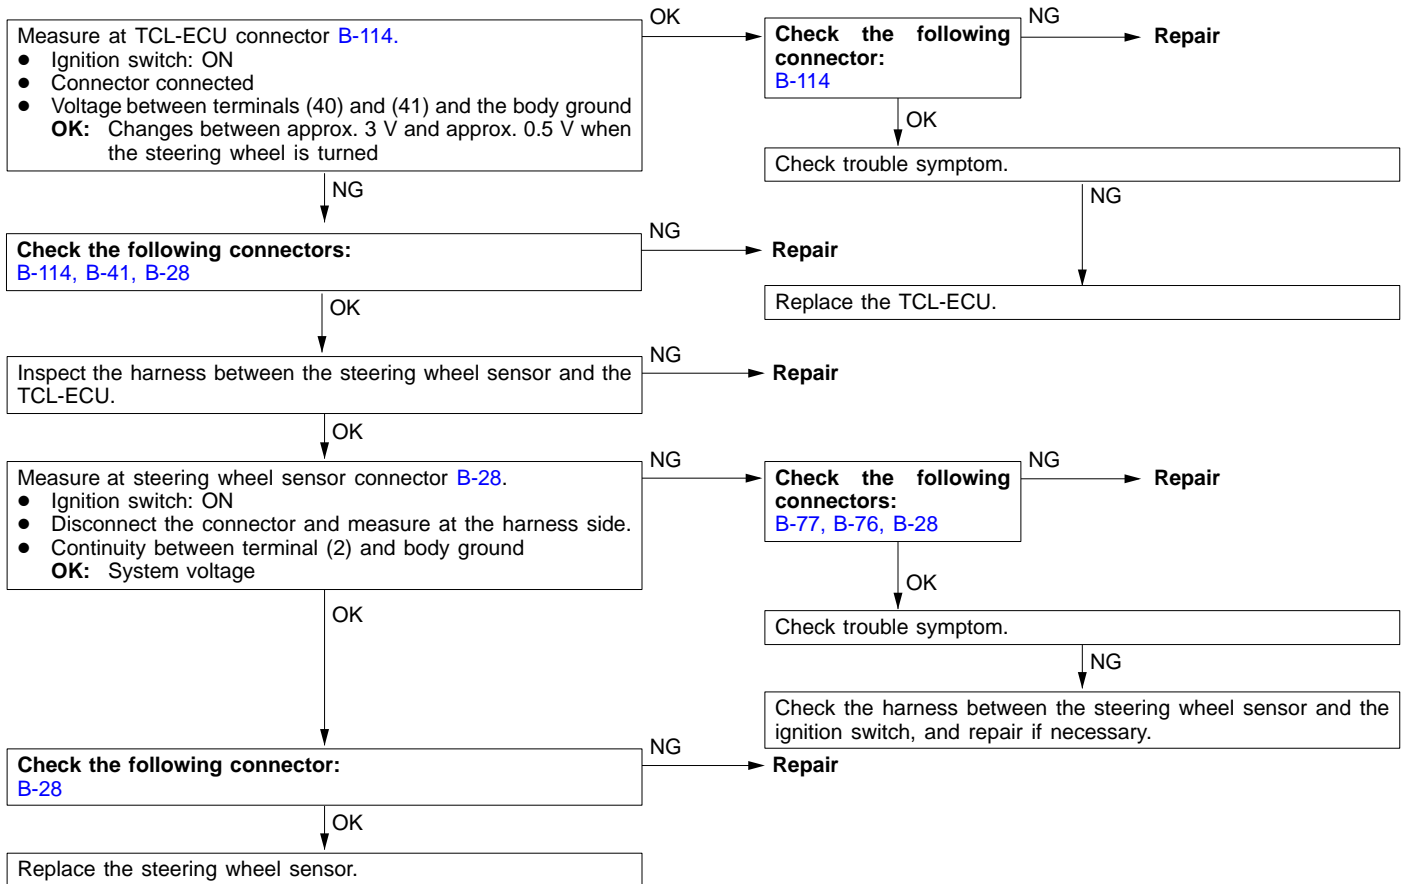 Measure at TCL-ECU connector B-114.
● Ignition switch: ON
● Connector connected
● Voltage between terminals (40) and (41) and the body ground
OK: Changes between approx. 3 V and approx. 0.5 V when
the steering wheel is turned
OK
Check the following
connector:
B-114
NG
Repair
OK
Check trouble symptom.
NG
Replace the TCL-ECU.
NG
Check the following connectors:
B-114, B-41, B-28
NG
Repair
OK
Inspect the harness between the steering wheel sensor and the
TCL-ECU.
NG
Repair
OK
Measure at steering wheel sensor connector B-28.
● Ignition switch: ON
● Disconnect the connector and measure at the harness side.
● Continuity between terminal (2) and body ground
OK: System voltage
NG
Check the following
connectors:
B-77, B-76, B-28
NG
Repair
OK
Check trouble symptom.
NG
Check the harness between the steering wheel sensor and the
ignition switch, and repair if necessary.
OK
Check the following connector:
B-28
NG
Repair
OK
Replace the steering wheel sensor.